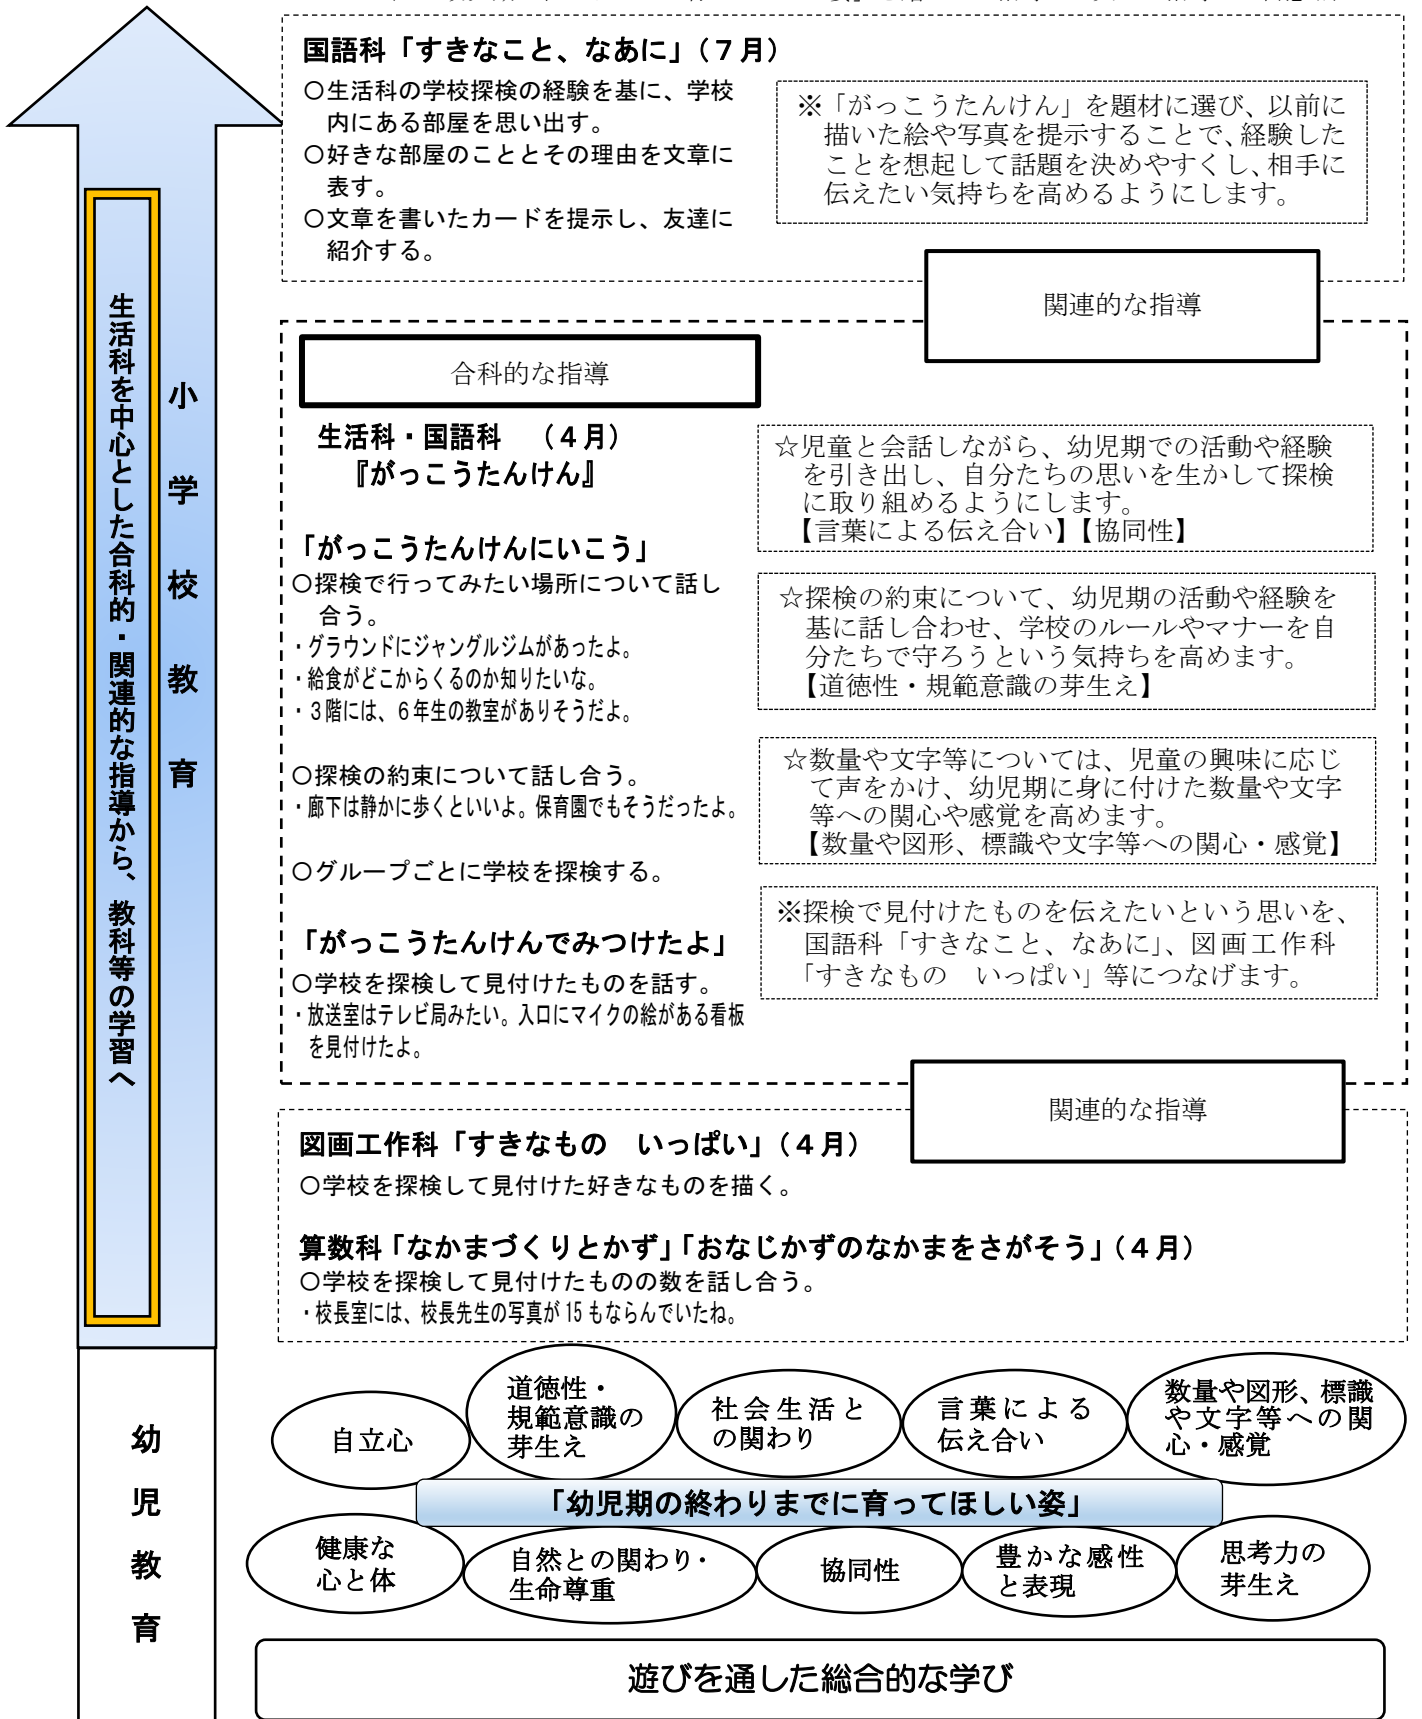 国語科「すきなこと、なあに」(7月)
○生活科の学校探検の経験を基に、学校
内にある部屋を思い出す。
○好きな部屋のこととその理由を文章に
表す。
○文章を書いたカードを提示し、友達に
紹介する。
※「がっこうたんけん」を題材に選び、以前に
描いた絵や写真を提示することで、経験した
ことを想起して話題を決めやすくし、相手に
伝えたい気持ちを高めるようにします。
関連的な指導
合科的な指導
生活科・国語科 (4月)
『がっこうたんけん』
「がっこうたんけんにいこう」
○探検で行ってみたい場所について話し
合う。
・グラウンドにジャングルジムがあったよ。
・給食がどこからくるのか知りたいな。
・3階には、6年生の教室がありそうだよ。
○探検の約束について話し合う。
・廊下は静かに歩くといいよ。保育園でもそうだったよ。
○グループごとに学校を探検する。
「がっこうたんけんでみつけたよ」
○学校を探検して見付けたものを話す。
・放送室はテレビ局みたい。入口にマイクの絵がある看板
を見付けたよ。
☆児童と会話しながら、幼児期での活動や経験
を引き出し、自分たちの思いを生かして探検
に取り組めるようにします。
【言葉による伝え合い】【協同性】
☆探検の約束について、幼児期の活動や経験を
基に話し合わせ、学校のルールやマナーを自
分たちで守ろうという気持ちを高めます。
【道徳性・規範意識の芽生え】
☆数量や文字等については、児童の興味に応じ
て声をかけ、幼児期に身に付けた数量や文字
等への関心や感覚を高めます。
【数量や図形、標識や文字等への関心・感覚】
※探検で見付けたものを伝えたいという思いを、
国語科「すきなこと、なあに」、図画工作科
「すきなもの いっぱい」等につなげます。
関連的な指導
図画工作科「すきなもの いっぱい」(4月)
○学校を探検して見付けた好きなものを描く。
算数科「なかまづくりとかず」「おなじかずのなかまをさがそう」(4月)
○学校を探検して見付けたものの数を話し合う。
・校長室には、校長先生の写真が15もならんでいたね。
生活科を中心とした合科的・関連的な指導から、教科等の学習へ
小学校教育
幼児教育
自立心
道徳性・
規範意識の
芽生え
社会生活と
の関わり
言葉による
伝え合い
数量や図形、標識
や文字等への関
心・感覚
「幼児期の終わりまでに育ってほしい姿」
健康な
心と体
自然との関わり・
生命尊重
協同性
豊かな感性
と表現
思考力の
芽生え
遊びを通した総合的な学び